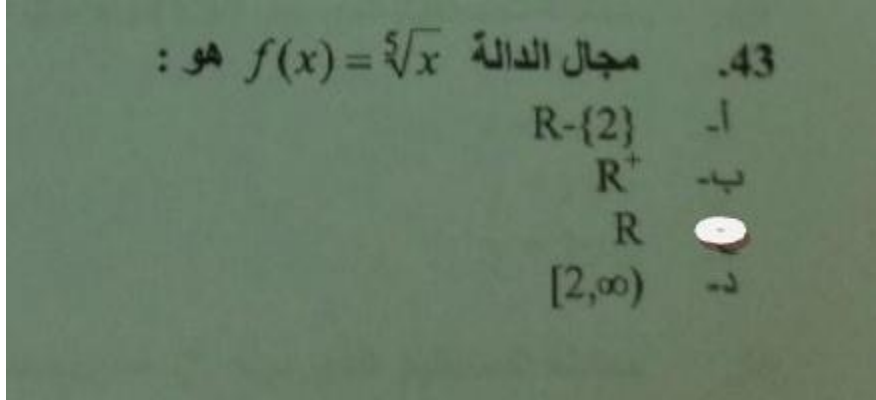 43. مجال الدالة f(x) = ⁵√x هو :
أ- R-{2}
ب- R⁺
R
د- [2,∞)